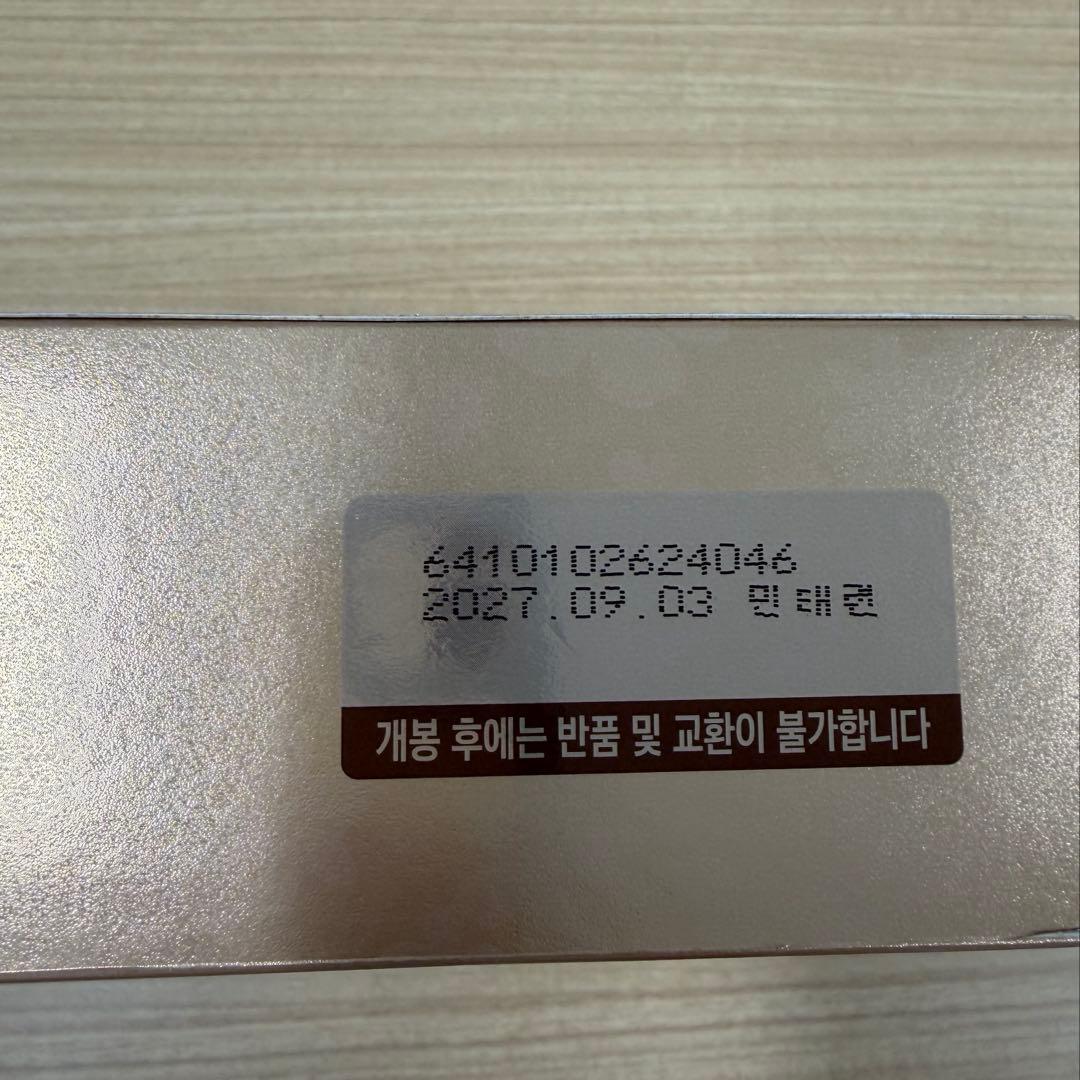 6410102624046
2027.09.03 민태권
개봉 후에는 반품 및 교환이 불가합니다